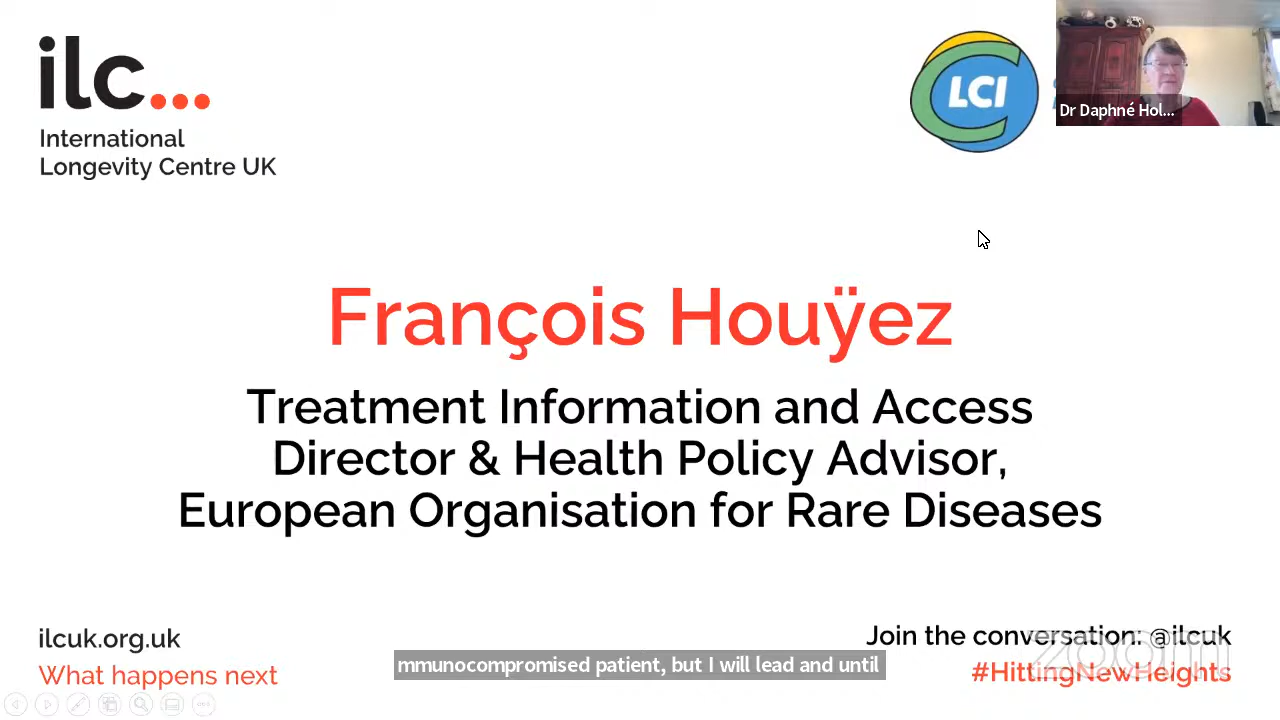 ilc...
International
Longevity Centre UK
LCI
Dr Daphné Hol...
François Houÿez
Treatment Information and Access
Director & Health Policy Advisor,
European Organisation for Rare Diseases
ilcuk.org.uk
What happens next
mmunocompromised patient, but I will lead and until
Join the conversation: @ilcuk
#HittingNewHeights
zoom